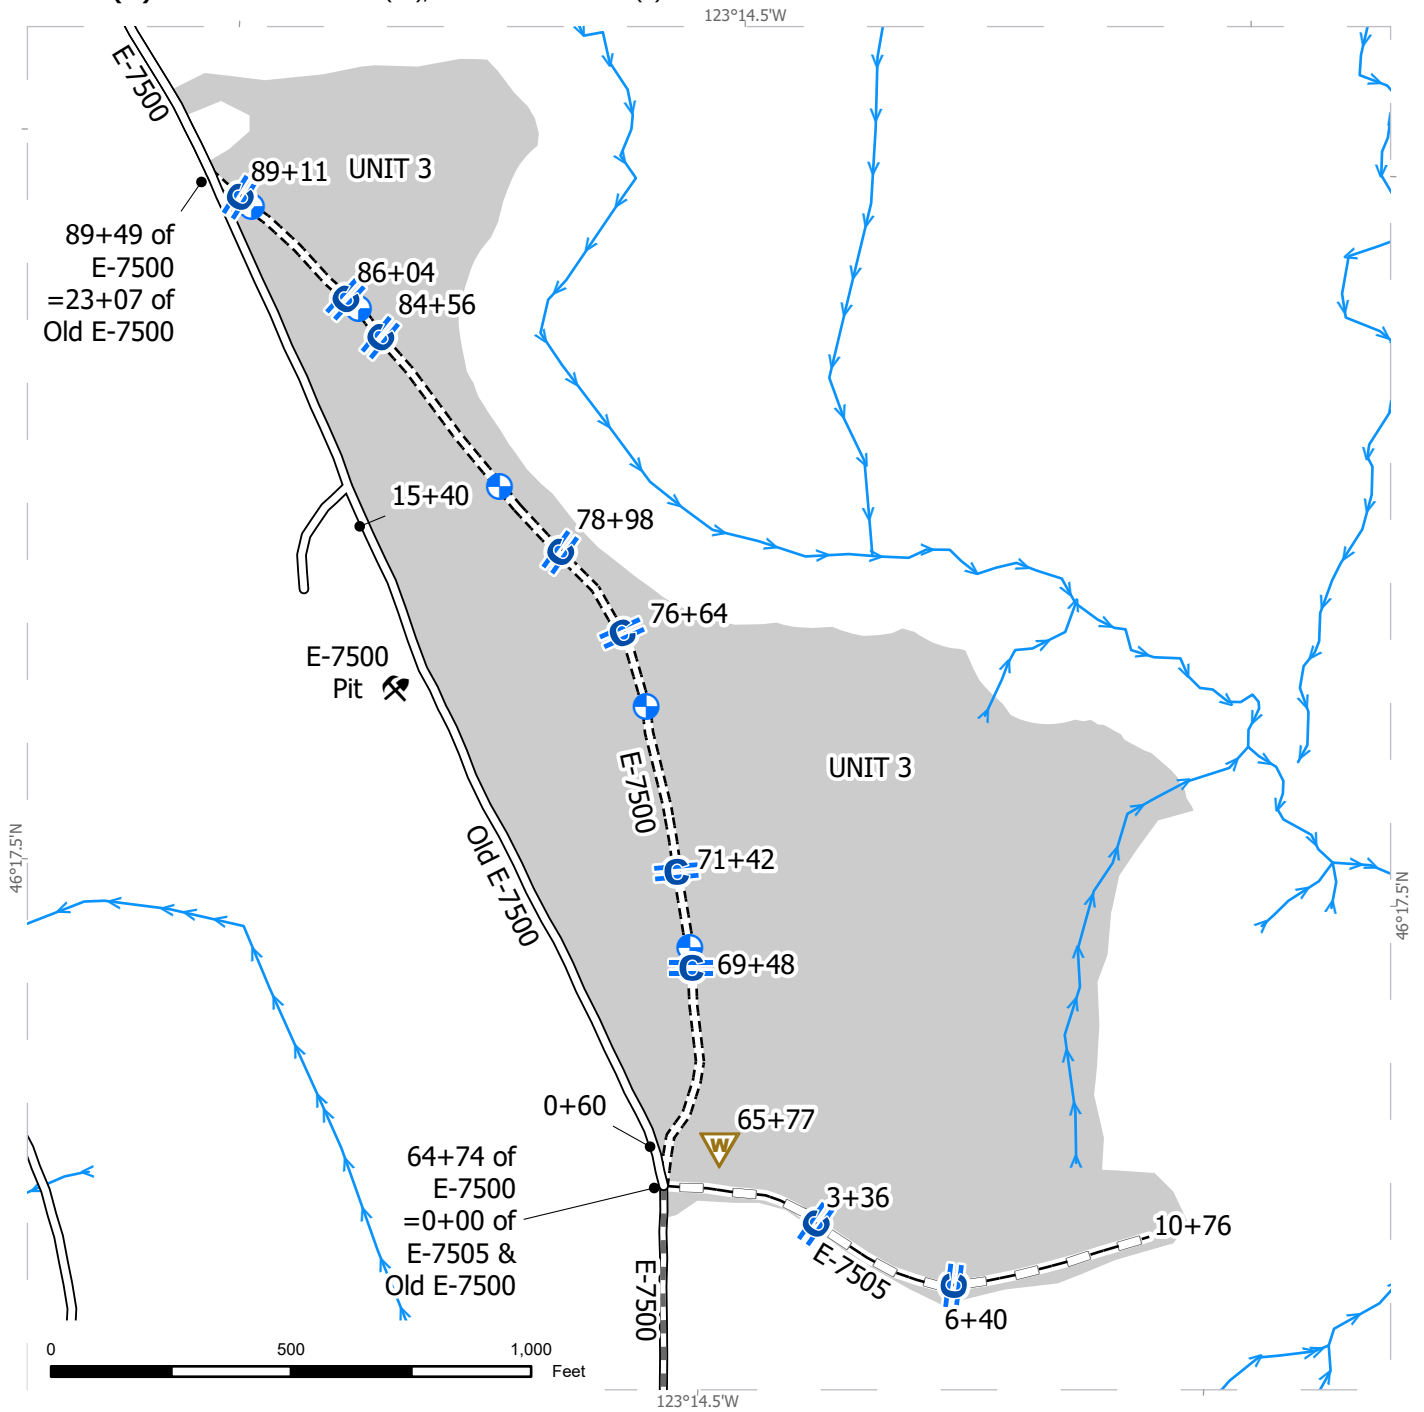 123°14.5'W
E-7500
89+11
UNIT 3
89+49 of
E-7500
=23+07 of
Old E-7500
86+04
84+56
15+40
78+98
76+64
E-7500
Pit
E-7500
UNIT 3
Old E-7500
71+42
46°17.5'N
46°17.5'N
69+48
0+60
W
65+77
64+74 of
E-7500
=0+00 of
E-7505 &
Old E-7500
3+36
E-7505
10+76
6+40
E-7500
0 500 1,000
Feet
123°14.5'W
C
C
C
C
C
C
C
C
C